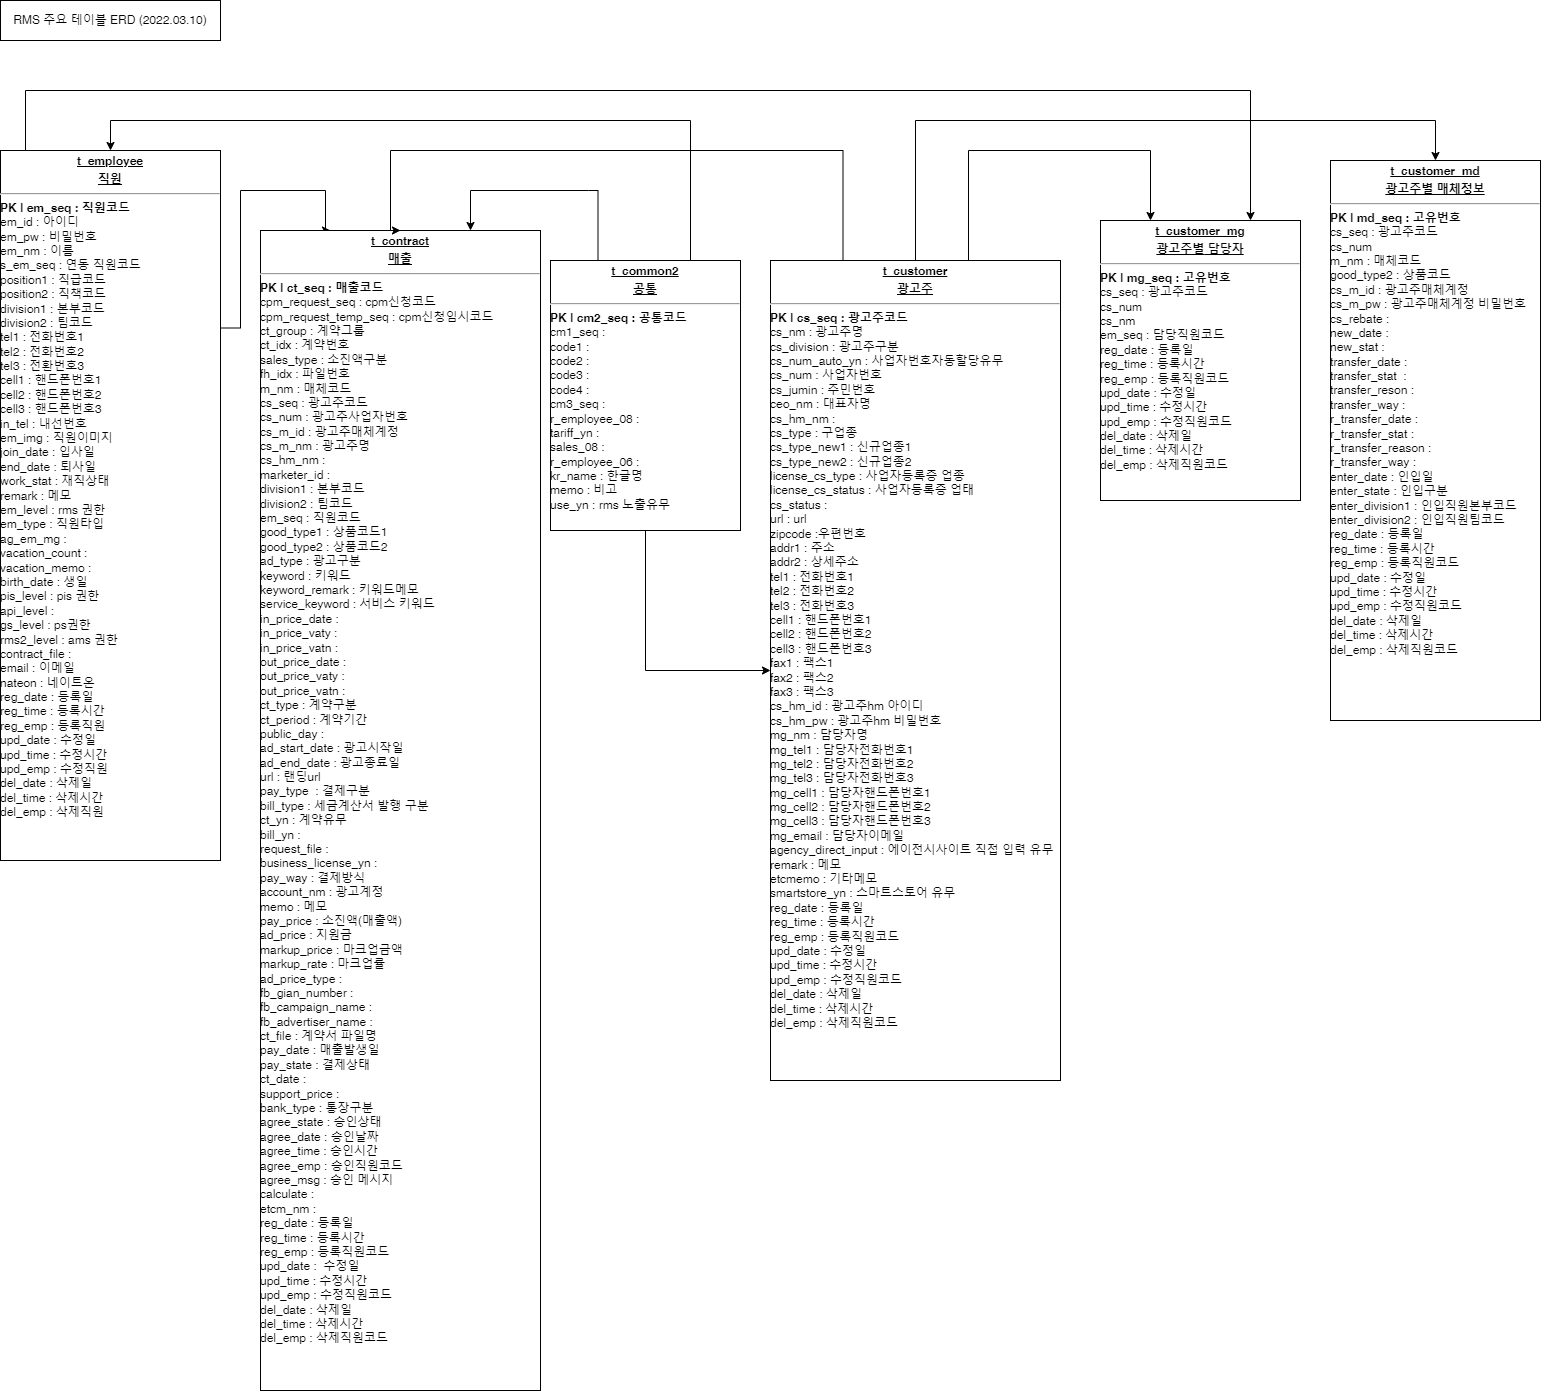 RMS 주요 테이블 ERD (2022.03.10)
t_employee
직원
PK | em_seq : 직원코드
em_id : 아이디
em_pw : 비밀번호
em_nm : 이름
s_em_seq : 연동 직원코드
position1 : 직급코드
position2 : 직책코드
division1 : 본부코드
division2 : 팀코드
tel1 : 전화번호1
tel2 : 전화번호2
tel3 : 전환번호3
cell1 : 핸드폰번호1
cell2 : 핸드폰번호2
cell3 : 핸드폰번호3
in_tel : 내선번호
em_img : 직원이미지
join_date : 입사일
end_date : 퇴사일
work_stat : 재직상태
remark : 메모
em_level : rms 권한
em_type : 직원타입
ag_em_mg :
vacation_count :
vacation_memo :
birth_date : 생일
pis_level : pis 권한
api_level :
gs_level : ps권한
rms2_level : ams 권한
contract_file :
email : 이메일
nateon : 네이트온
reg_date : 등록일
reg_time : 등록시간
reg_emp : 등록직원
upd_date : 수정일
upd_time : 수정시간
upd_emp : 수정직원
del_date : 삭제일
del_time : 삭제시간
del_emp : 삭제직원
t_contract
매출
PK | ct_seq : 매출코드
cpm_request_seq : cpm신청코드
cpm_request_temp_seq : cpm신청임시코드
ct_group : 계약그룹
ct_idx : 계약번호
sales_type : 소진액구분
fh_idx : 파일번호
m_nm : 매체코드
cs_seq : 광고주코드
cs_num : 광고주사업자번호
cs_m_id : 광고주매체계정
cs_m_nm : 광고주명
cs_hm_nm :
marketer_id :
division1 : 본부코드
division2 : 팀코드
em_seq : 직원코드
good_type1 : 상품코드1
good_type2 : 상품코드2
ad_type : 광고구분
keyword : 키워드
keyword_remark : 키워드메모
service_keyword : 서비스 키워드
in_price_date :
in_price_vaty :
in_price_vatn :
out_price_date :
out_price_vaty :
out_price_vatn :
ct_type : 계약구분
ct_period : 계약기간
public_day :
ad_start_date : 광고시작일
ad_end_date : 광고종료일
url : 랜딩url
pay_type  : 결제구분
bill_type : 세금계산서 발행 구분
ct_yn : 계약유무
bill_yn :
request_file :
business_license_yn :
pay_way : 결제방식
account_nm : 광고계정
memo : 메모
pay_price : 소진액(매출액)
ad_price : 지원금
markup_price : 마크업금액
markup_rate : 마크업률
ad_price_type :
fb_gian_number :
fb_campaign_name :
fb_advertiser_name :
ct_file : 계약서 파일명
pay_date : 매출발생일
pay_state : 결제상태
ct_date :
support_price :
bank_type : 통장구분
agree_state : 승인상태
agree_date : 승인날짜
agree_time : 승인시간
agree_emp : 승인직원코드
agree_msg : 승인 메시지
calculate :
etcm_nm :
reg_date : 등록일
reg_time : 등록시간
reg_emp : 등록직원코드
upd_date :  수정일
upd_time : 수정시간
upd_emp : 수정직원코드
del_date : 삭제일
del_time : 삭제시간
del_emp : 삭제직원코드
t_common2
공통
PK | cm2_seq : 공통코드
cm1_seq :
code1 :
code2 :
code3 :
code4 :
cm3_seq :
r_employee_08 :
tariff_yn :
sales_08 :
r_employee_06 :
kr_name : 한글명
memo : 비고
use_yn : rms 노출유무
t_customer
광고주
PK | cs_seq : 광고주코드
cs_nm : 광고주명
cs_division : 광고주구분
cs_num_auto_yn : 사업자번호자동할당유무
cs_num : 사업자번호
cs_jumin : 주민번호
ceo_nm : 대표자명
cs_hm_nm :
cs_type : 구업종
cs_type_new1 : 신규업종1
cs_type_new2 : 신규업종2
license_cs_type : 사업자등록증 업종
license_cs_status : 사업자등록증 업태
cs_status :
url : url
zipcode :우편번호
addr1 : 주소
addr2 : 상세주소
tel1 : 전화번호1
tel2 : 전화번호2
tel3 : 전화번호3
cell1 : 핸드폰번호1
cell2 : 핸드폰번호2
cell3 : 핸드폰번호3
fax1 : 팩스1
fax2 : 팩스2
fax3 : 팩스3
cs_hm_id : 광고주hm 아이디
cs_hm_pw : 광고주hm 비밀번호
mg_nm : 담당자명
mg_tel1 : 담당자전화번호1
mg_tel2 : 담당자전화번호2
mg_tel3 : 담당자전화번호3
mg_cell1 : 담당자핸드폰번호1
mg_cell2 : 담당자핸드폰번호2
mg_cell3 : 담당자핸드폰번호3
mg_email : 담당자이메일
agency_direct_input : 에이전시사이트 직접 입력 유무
remark : 메모
etcmemo : 기타메모
smartstore_yn : 스마트스토어 유무
reg_date : 등록일
reg_time : 등록시간
reg_emp : 등록직원코드
upd_date : 수정일
upd_time : 수정시간
upd_emp : 수정직원코드
del_date : 삭제일
del_time : 삭제시간
del_emp : 삭제직원코드
t_customer_mg
광고주별 담당자
PK | mg_seq : 고유번호
cs_seq : 광고주코드
cs_num
cs_nm
em_seq : 담당직원코드
reg_date : 등록일
reg_time : 등록시간
reg_emp : 등록직원코드
upd_date : 수정일
upd_time : 수정시간
upd_emp : 수정직원코드
del_date : 삭제일
del_time : 삭제시간
del_emp : 삭제직원코드
t_customer_md
광고주별 매체정보
PK | md_seq : 고유번호
cs_seq : 광고주코드
cs_num
m_nm : 매체코드
good_type2 : 상품코드
cs_m_id : 광고주매체계정
cs_m_pw : 광고주매체계정 비밀번호
cs_rebate :
new_date :
new_stat :
transfer_date :
transfer_stat  :
transfer_reson :
transfer_way :
r_transfer_date :
r_transfer_stat :
r_transfer_reason :
r_transfer_way :
enter_date : 인입일
enter_state : 인입구분
enter_division1 : 인입직원본부코드
enter_division2 : 인입직원팀코드
reg_date : 등록일
reg_time : 등록시간
reg_emp : 등록직원코드
upd_date : 수정일
upd_time : 수정시간
upd_emp : 수정직원코드
del_date : 삭제일
del_time : 삭제시간
del_emp : 삭제직원코드